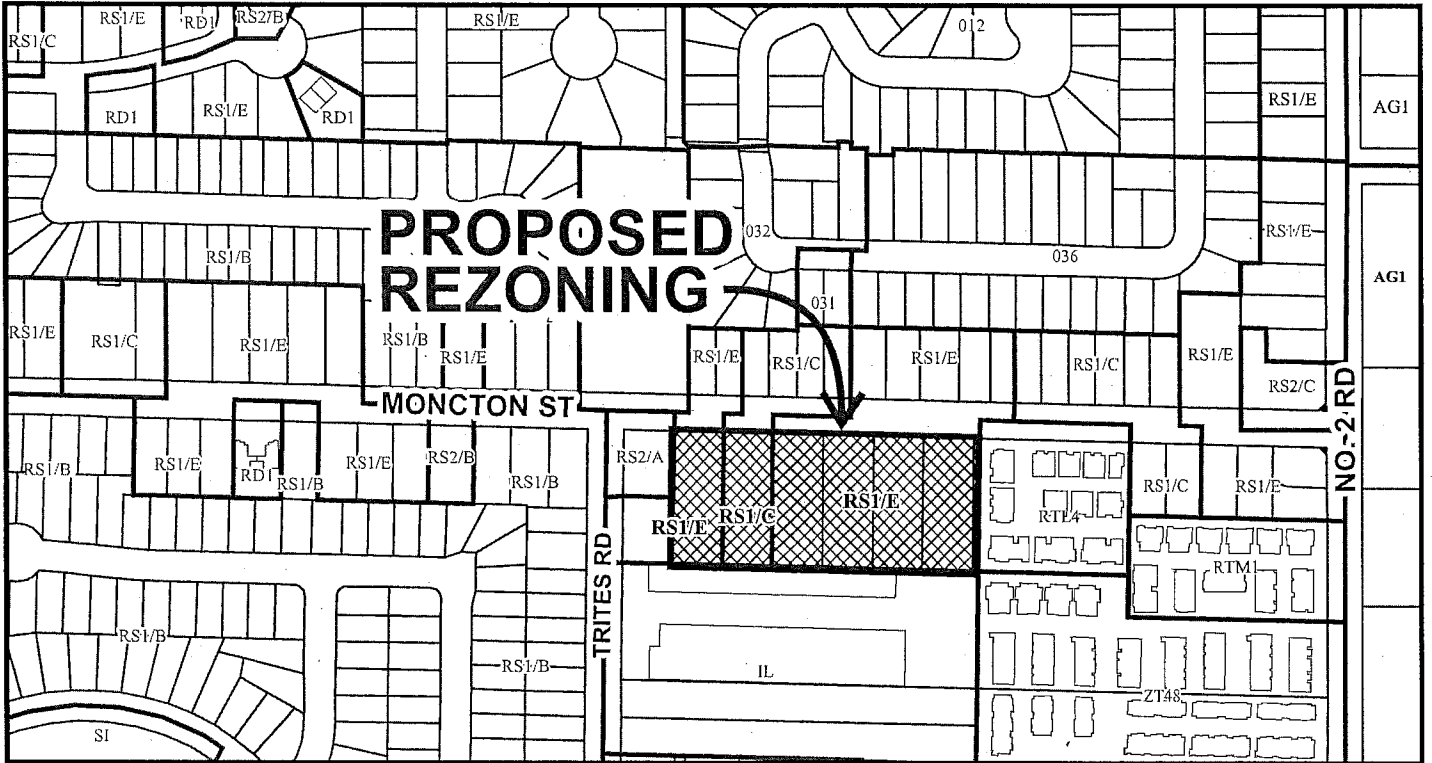 RS1/E
RD1
RS2/B
RS1/E
012
RS1/C
RS1/E
AG1
RD1
RS1/E
RD1
PROPOSED
REZONING
032
RS1/E
036
RS1/B
AG1
031
RS1/E
RS1/C
RS1/E
RS1/B
RS1/E
RS1/E
RS1/C
RS1/E
RS1/C
RS1/E
RS2/C
MONCTON ST
NO. 2 RD
RS1/B
RS1/E
RD1
RS1/B
RS1/E
RS2/B
RS1/B
RS2/A
RS1/E
RS1/C
RS1/E
RTL4
RS1/C
RS1/E
TRITES RD
RTM1
RS1/B
RS1/B
IL
ZT48
SI